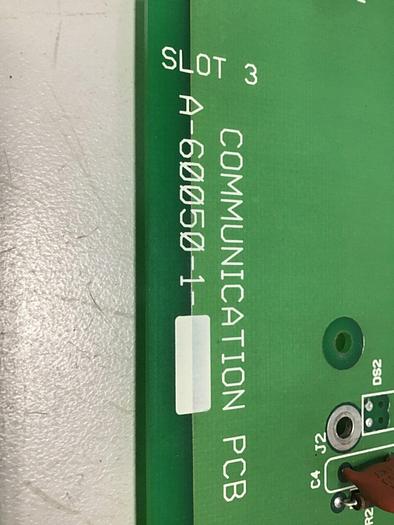 SLOT 3
COMMUNICATION PCB
A-60050-1-
DS2
J2
C4
R2